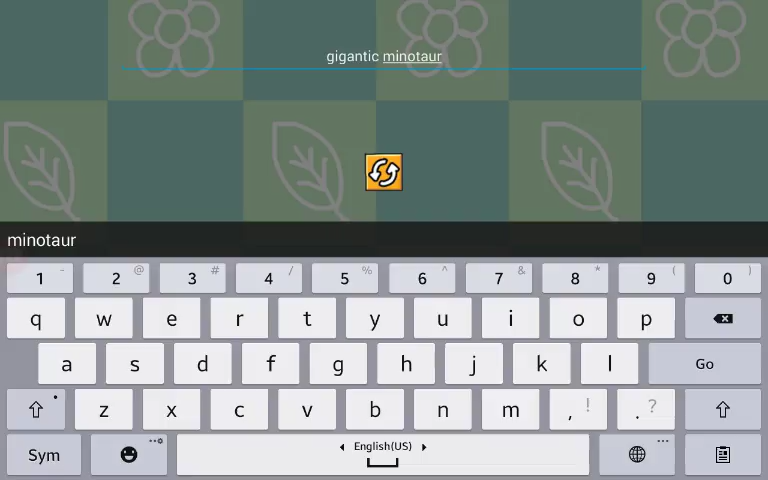 gigantic minotaur
minotaur
1 - 2 @ 3 # 4 / 5 % 6 ^ 7 & 8 * 9 ( 0 )
q w e r t y u i o p
a s d f g h j k l Go
z x c v b n m , ! . ?
Sym English(US)